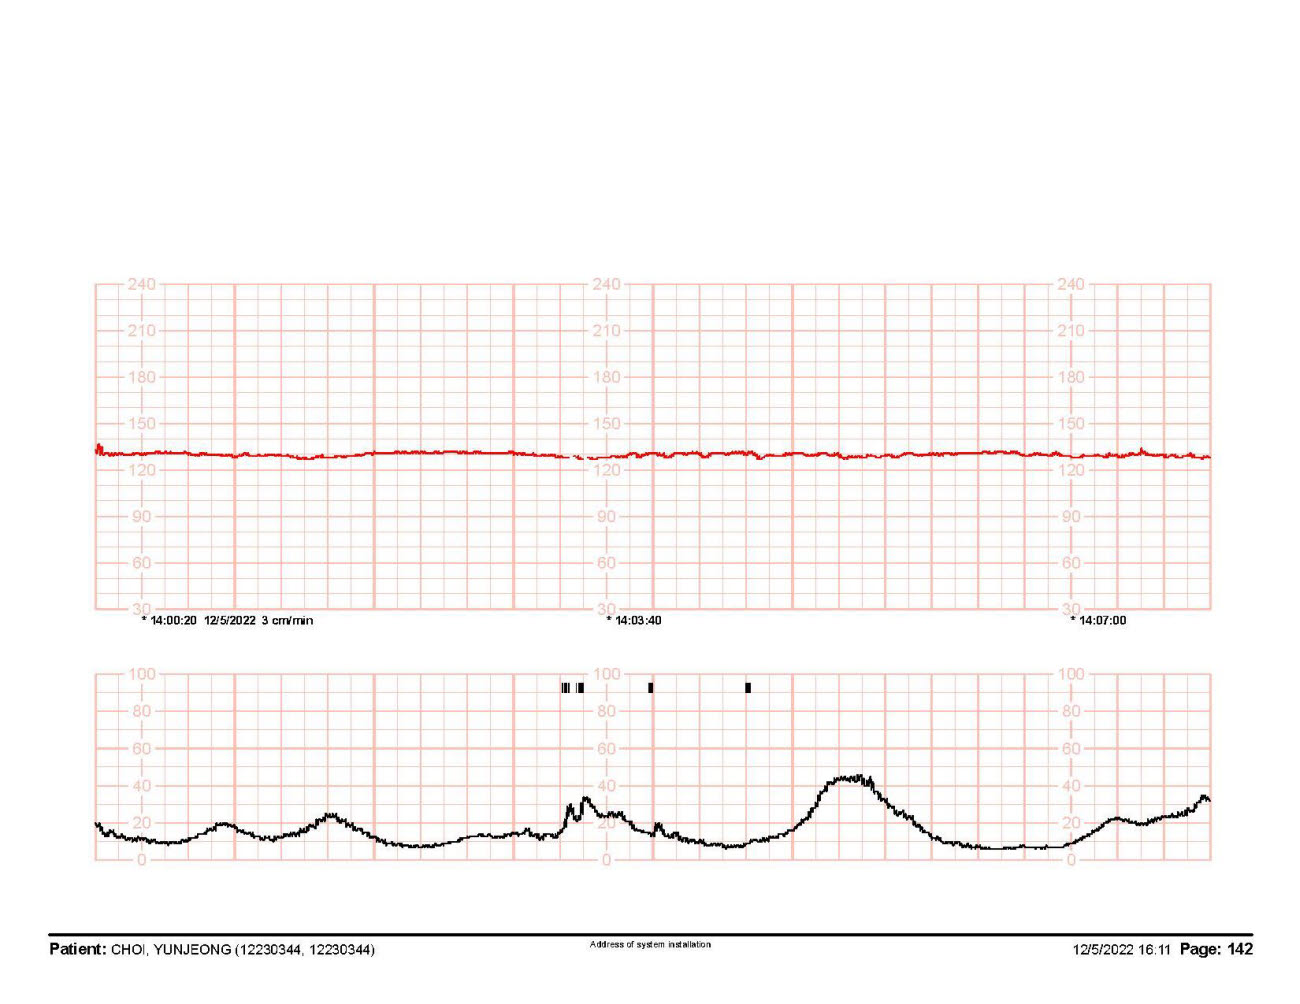 240 240 240
210 210 210
180 180 180
150 150 150
120 120 120
90 90 90
60 60 60
30 30 30
* 14:00:20 12/5/2022 3 cm/min * 14:03:40 * 14:07:00
100 100 100
80 80 80
60 60 60
40 40 40
20 20 20
0 0 0
Patient: CHOI, YUNJEONG (12230344, 12230344) Address of system installation 12/5/2022 16:11 Page: 142